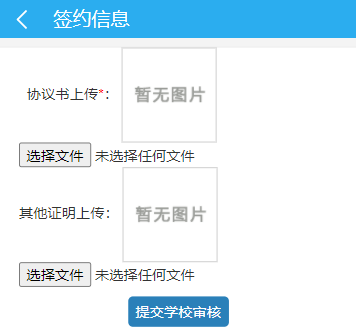 签约信息
协议书上传*：
暂无图片
选择文件 未选择任何文件
其他证明上传：
暂无图片
选择文件 未选择任何文件
提交学校审核